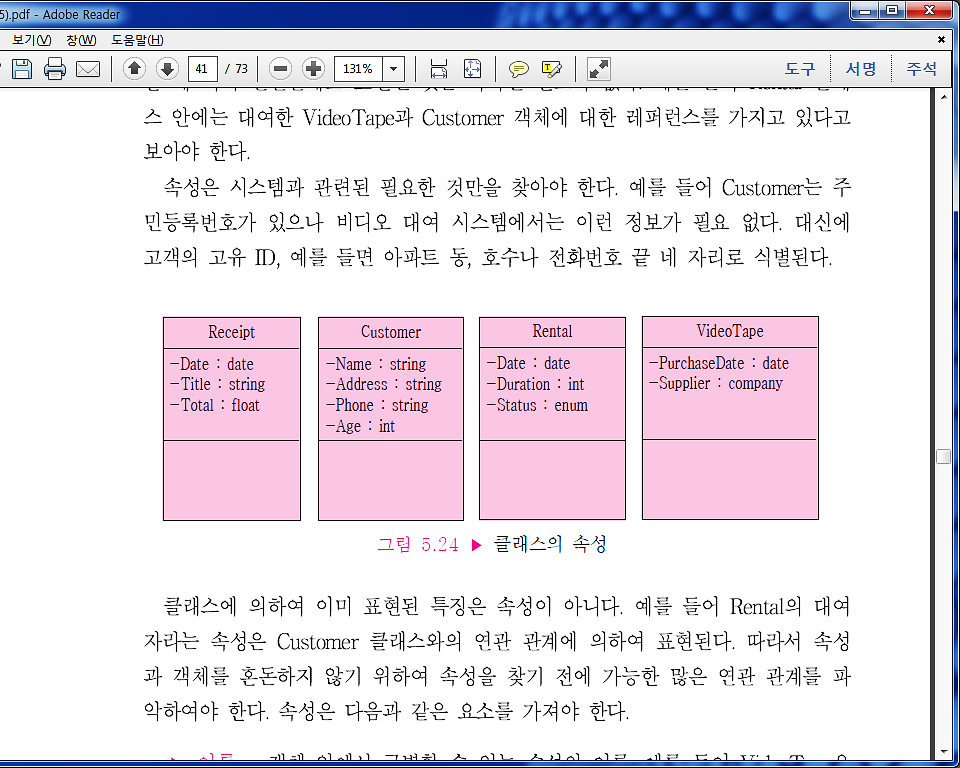 5).pdf - Adobe Reader
보기(V) 창(W) 도움말(H)
41 / 73 131% 도구 서명 주석
스 안에는 대여한 VideoTape과 Customer 객체에 대한 레퍼런스를 가지고 있다고
보아야 한다.
속성은 시스템과 관련된 필요한 것만을 찾아야 한다. 예를 들어 Customer는 주
민등록번호가 있으나 비디오 대여 시스템에서는 이런 정보가 필요 없다. 대신에
고객의 고유 ID, 예를 들면 아파트 동, 호수나 전화번호 끝 네 자리로 식별된다.
Receipt
-Date : date
-Title : string
-Total : float
Customer
-Name : string
-Address : string
-Phone : string
-Age : int
Rental
-Date : date
-Duration : int
-Status : enum
VideoTape
-PurchaseDate : date
-Supplier : company
그림 5.24 ▶ 클래스의 속성
클래스에 의하여 이미 표현된 특징은 속성이 아니다. 예를 들어 Rental의 대여
자라는 속성은 Customer 클래스와의 연관 관계에 의하여 표현된다. 따라서 속성
과 객체를 혼돈하지 않기 위하여 속성을 찾기 전에 가능한 많은 연관 관계를 파
악하여야 한다. 속성은 다음과 같은 요소를 가져야 한다.